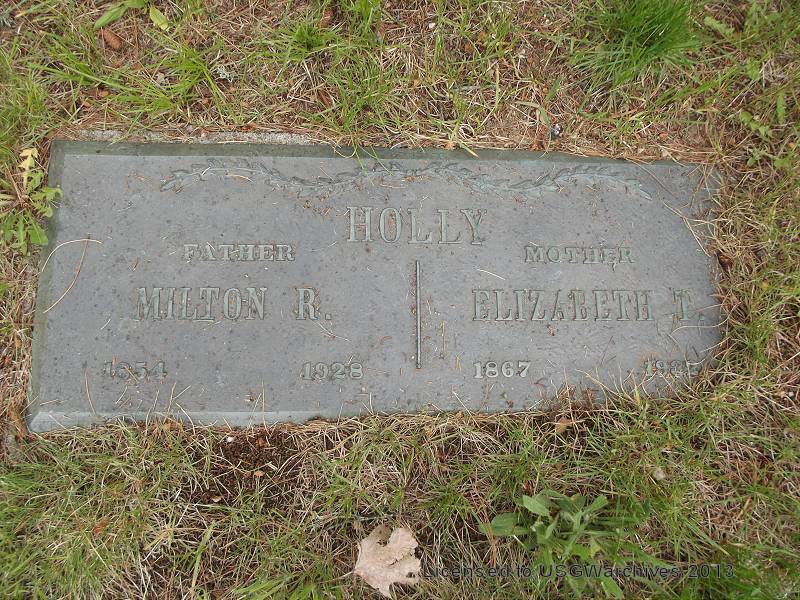 HOLLY
FATHER MOTHER
MILTON R. ELIZABETH T.
1854 1928 1867
Licensed to USGWarchives 2013